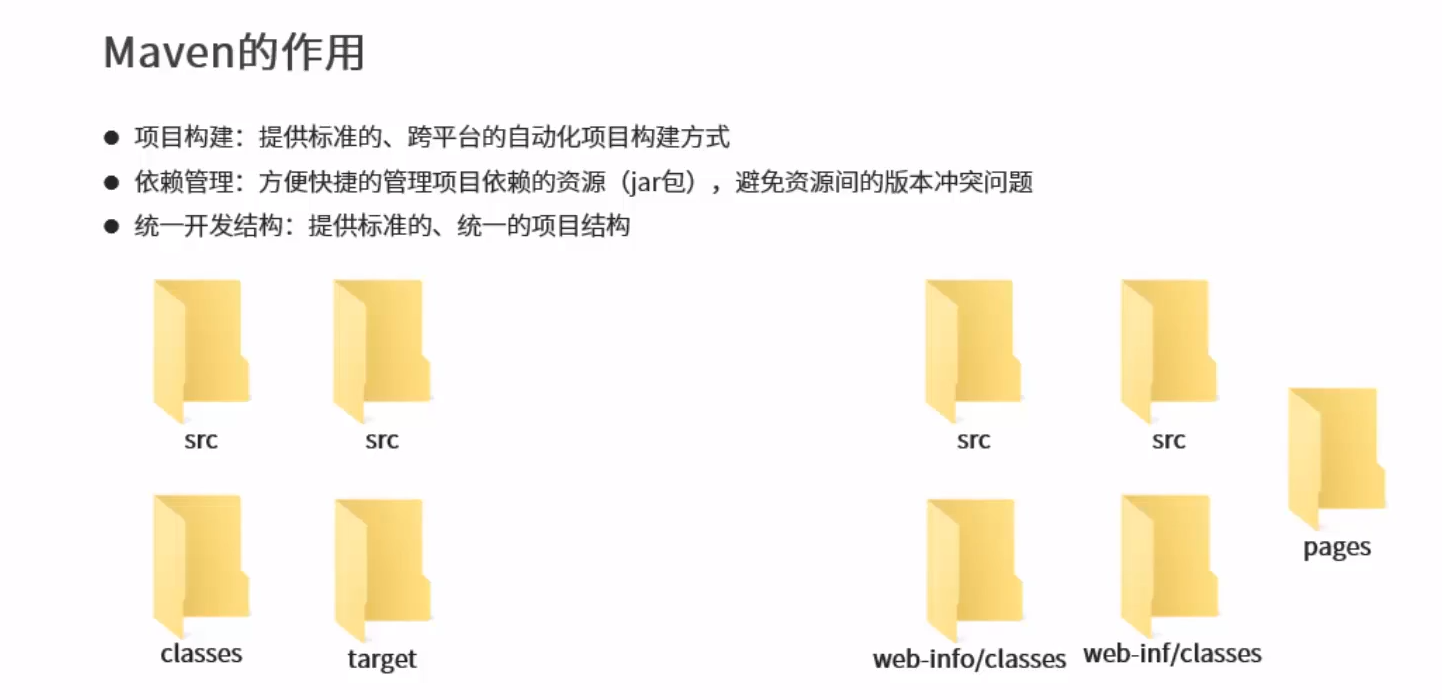 Maven的作用
● 项目构建：提供标准的、跨平台的自动化项目构建方式
● 依赖管理：方便快捷的管理项目依赖的资源（jar包），避免资源间的版本冲突问题
● 统一开发结构：提供标准的、统一的项目结构
src
src
src
src
pages
classes
target
web-info/classes
web-inf/classes